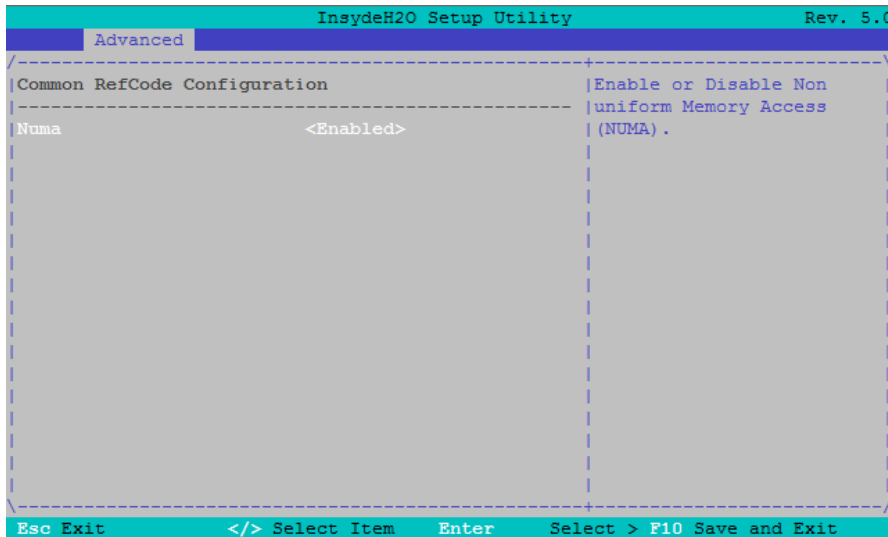 InsydeH2O Setup Utility Rev. 5.0
Advanced
Common RefCode Configuration
Numa <Enabled>
Enable or Disable Non
uniform Memory Access
(NUMA).
Esc Exit </> Select Item Enter Select > F10 Save and Exit